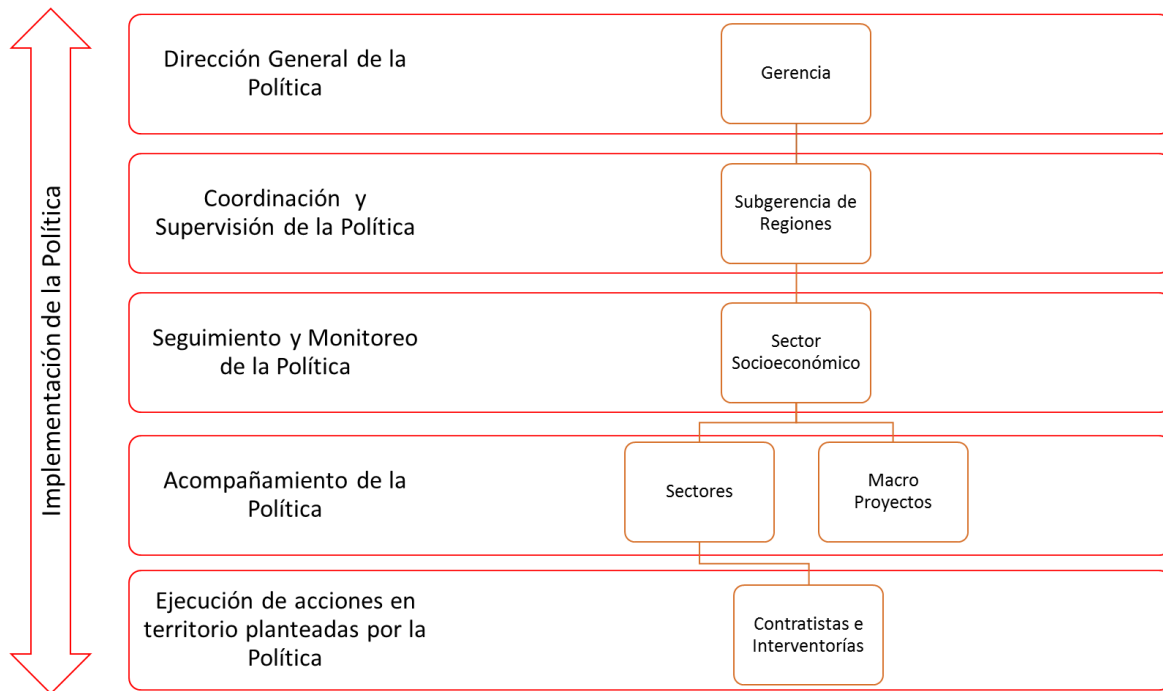 Implementación de la Política
Dirección General de la
Política
Gerencia
Coordinación y
Supervisión de la Política
Subgerencia de
Regiones
Seguimiento y Monitoreo
de la Política
Sector
Socioeconómico
Acompañamiento de la
Política
Sectores
Macro
Proyectos
Ejecución de acciones en
territorio planteadas por la
Política
Contratistas e
Interventorías